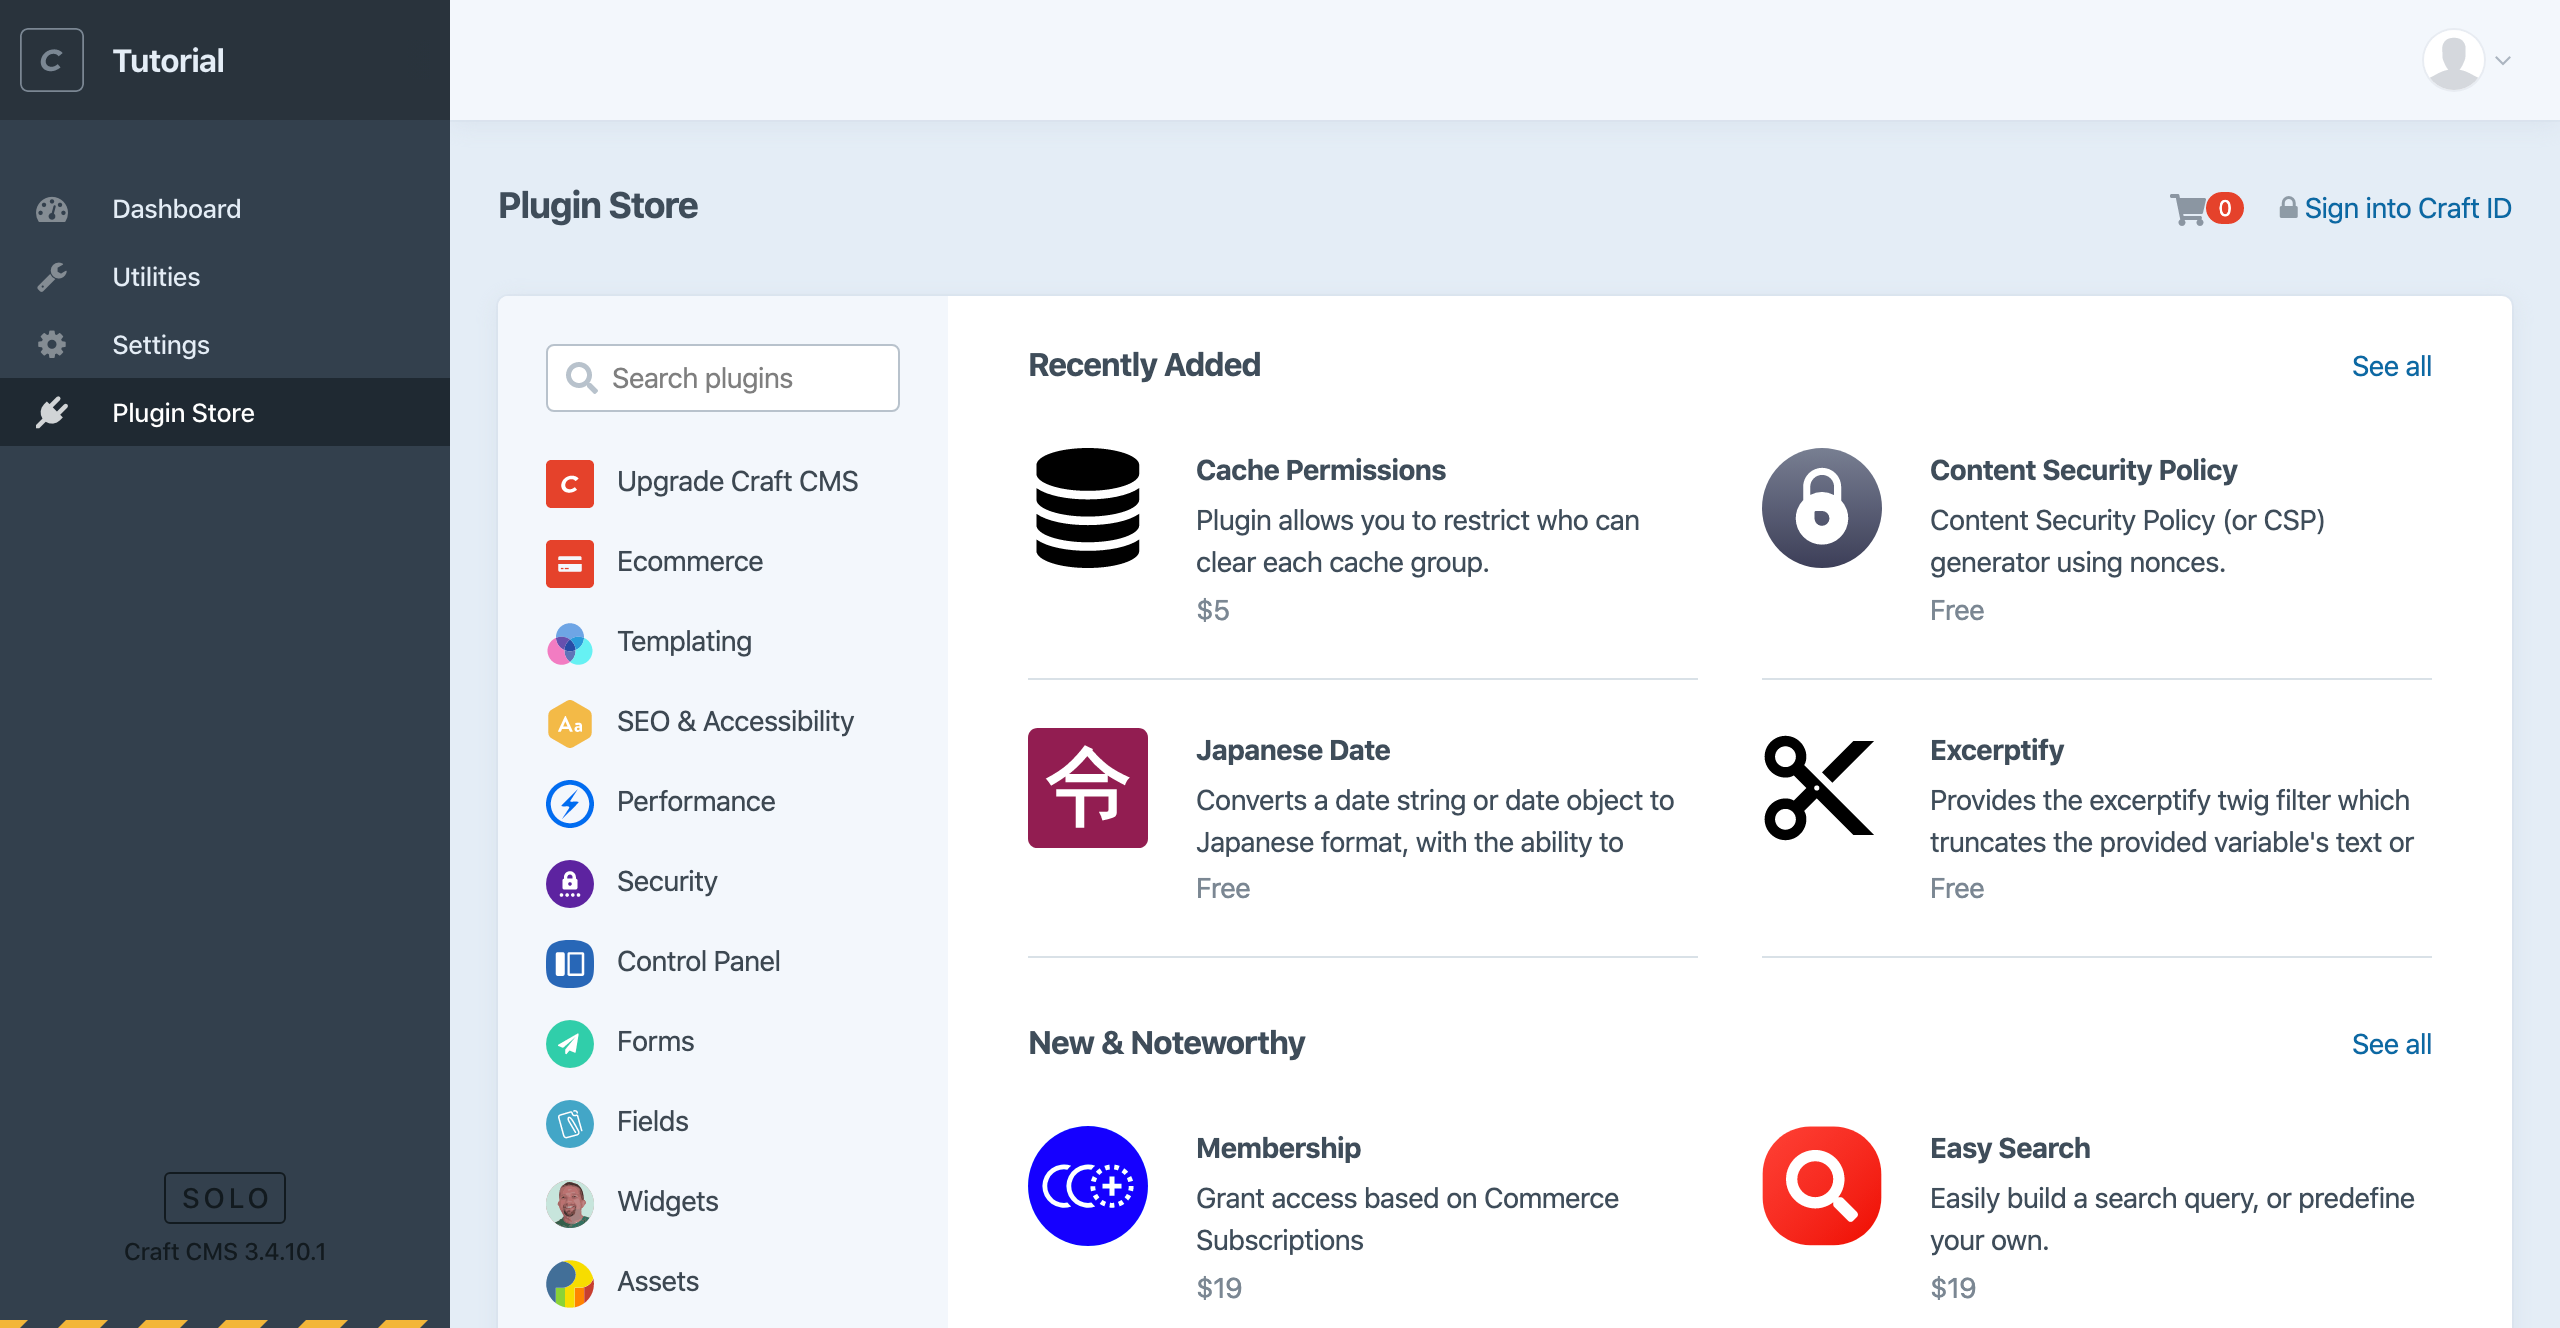 C
Tutorial
Dashboard
Utilities
Settings
Plugin Store
SOLO
Craft CMS 3.4.10.1
Plugin Store
0
Sign into Craft ID
Search plugins
Upgrade Craft CMS
Ecommerce
Templating
Aa
SEO & Accessibility
Performance
Security
Control Panel
Forms
Fields
Widgets
Assets
Recently Added
See all
Cache Permissions
Plugin allows you to restrict who can
clear each cache group.
$5
Content Security Policy
Content Security Policy (or CSP)
generator using nonces.
Free
令
Japanese Date
Converts a date string or date object to
Japanese format, with the ability to
Free
Excerptify
Provides the excerptify twig filter which
truncates the provided variable's text or
Free
New & Noteworthy
See all
Membership
Grant access based on Commerce
Subscriptions
$19
Easy Search
Easily build a search query, or predefine
your own.
$19